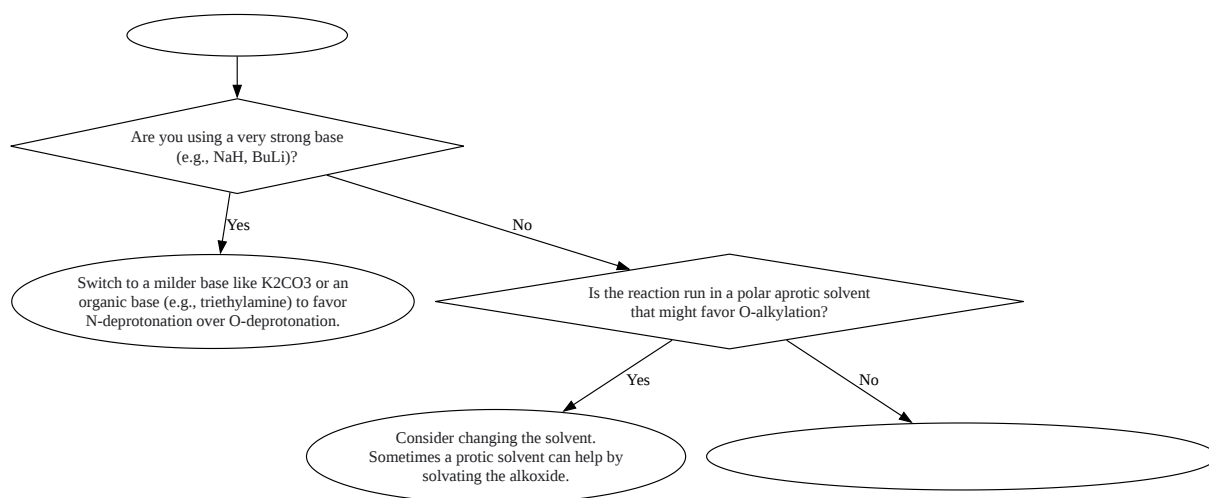 Are you using a very strong base
(e.g., NaH, BuLi)?
Yes
No
Switch to a milder base like K2CO3 or an
organic base (e.g., triethylamine) to favor
N-deprotonation over O-deprotonation.
Is the reaction run in a polar aprotic solvent
that might favor O-alkylation?
Yes
No
Consider changing the solvent.
Sometimes a protic solvent can help by
solvating the alkoxide.